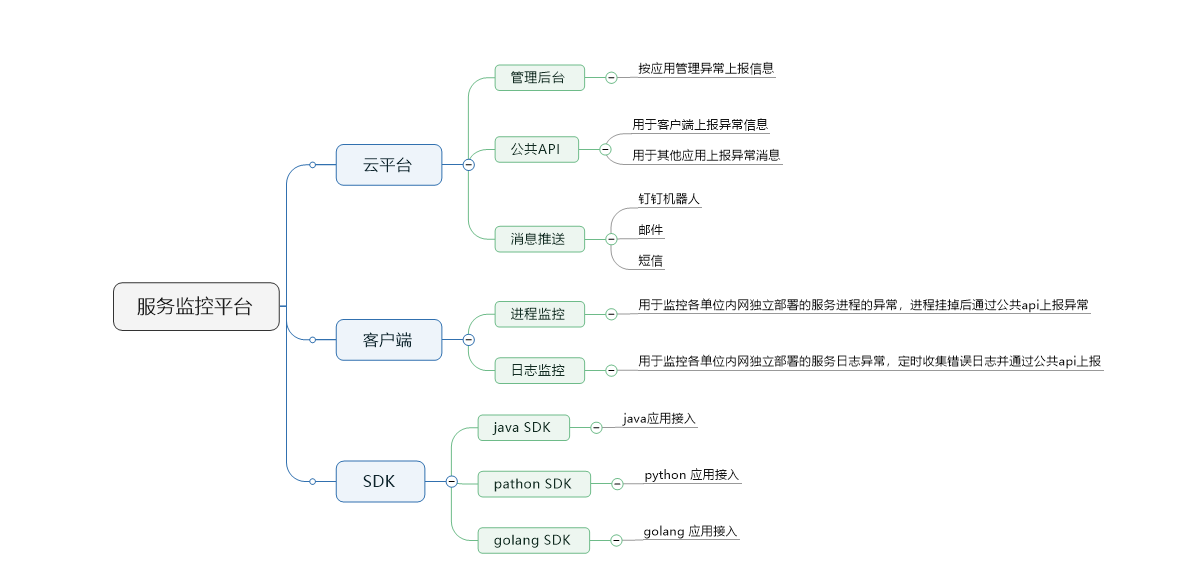 服务监控平台
云平台
管理后台
按应用管理异常上报信息
公共API
用于客户端上报异常信息
用于其他应用上报异常消息
消息推送
钉钉机器人
邮件
短信
客户端
进程监控
用于监控各单位内网独立部署的服务进程的异常，进程挂掉后通过公共api上报异常
日志监控
用于监控各单位内网独立部署的服务日志异常，定时收集错误日志并通过公共api上报
SDK
java SDK
java应用接入
pathon SDK
python 应用接入
golang SDK
golang 应用接入